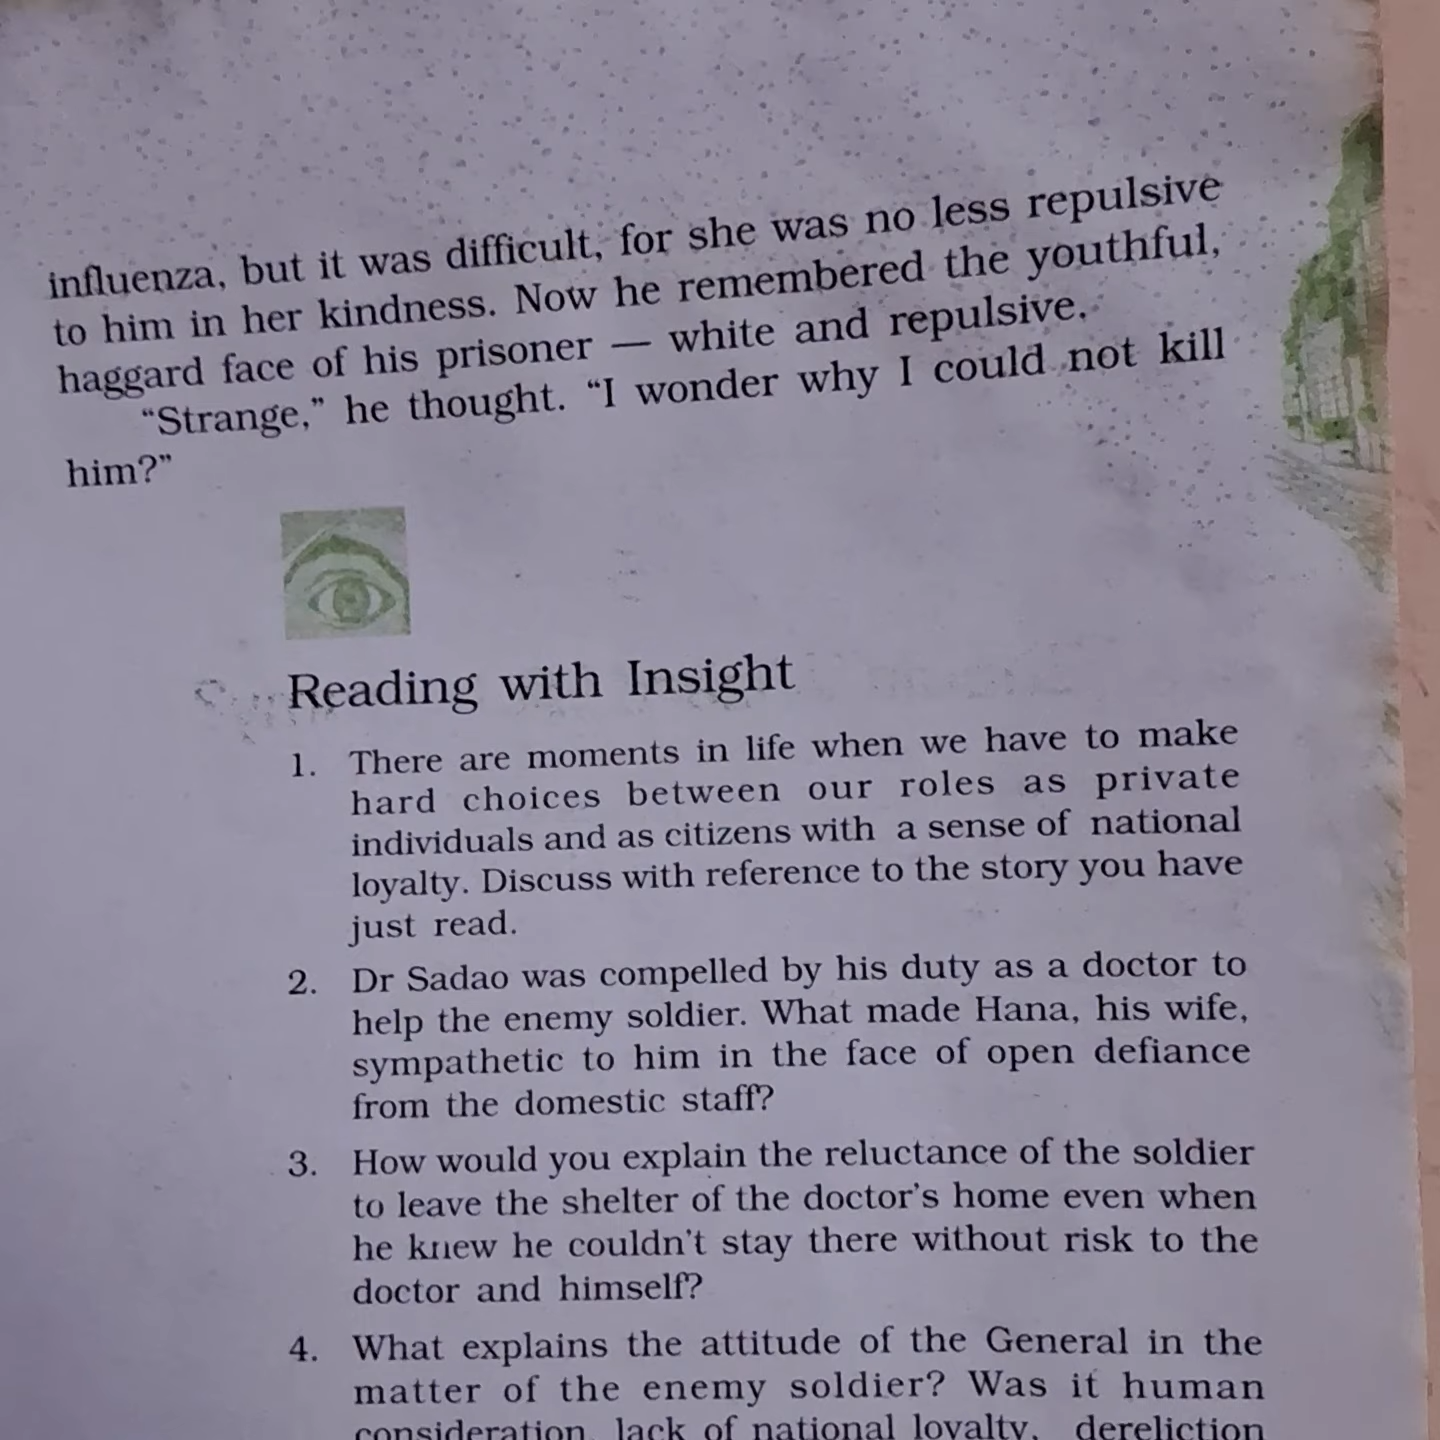 influenza, but it was difficult, for she was no less repulsive
to him in her kindness. Now he remembered the youthful,
haggard face of his prisoner — white and repulsive.
“Strange,” he thought. “I wonder why I could not kill
him?”
Reading with Insight
1. There are moments in life when we have to make
hard choices between our roles as private
individuals and as citizens with a sense of national
loyalty. Discuss with reference to the story you have
just read.
2. Dr Sadao was compelled by his duty as a doctor to
help the enemy soldier. What made Hana, his wife,
sympathetic to him in the face of open defiance
from the domestic staff?
3. How would you explain the reluctance of the soldier
to leave the shelter of the doctor’s home even when
he knew he couldn’t stay there without risk to the
doctor and himself?
4. What explains the attitude of the General in the
matter of the enemy soldier? Was it human
consideration, lack of national loyalty, dereliction